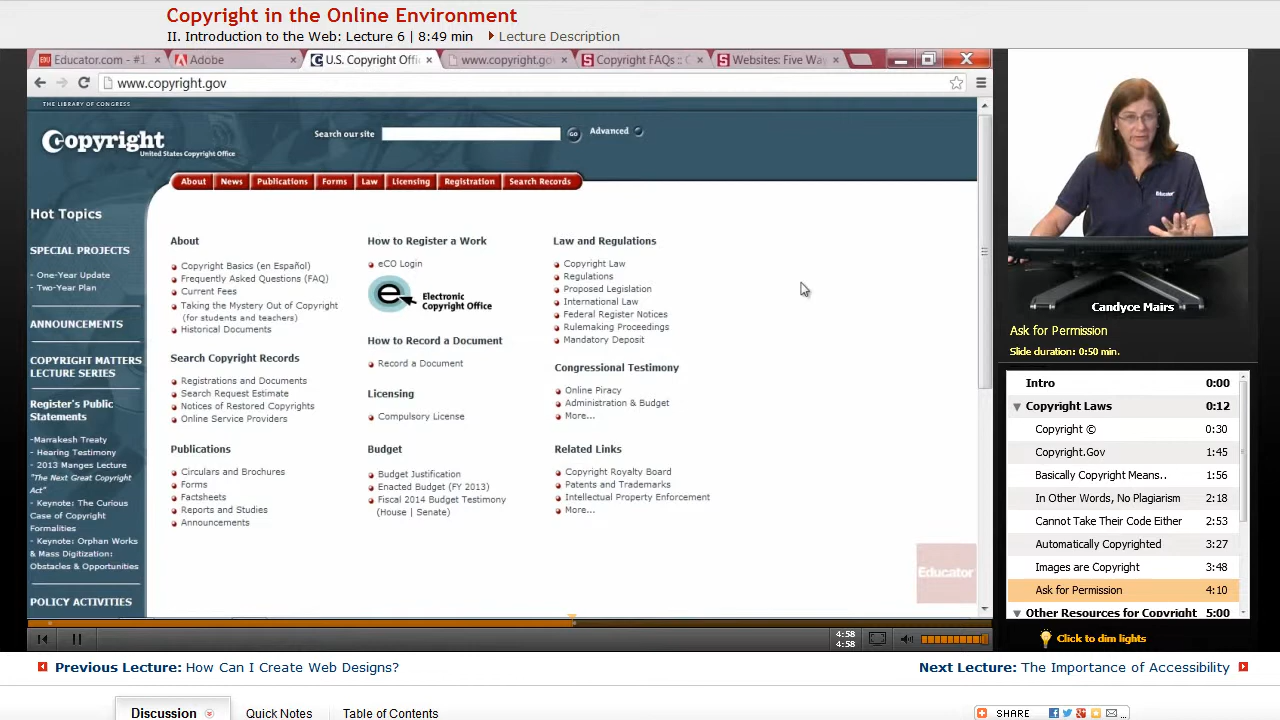 Copyright in the Online Environment
II. Introduction to the Web: Lecture 6 | 8:49 min Lecture Description
Educator.com - #1 × Adobe × U.S. Copyright Offi × www.copyright.gov × Copyright FAQs :: C × Websites: Five Way ×
www.copyright.gov
THE LIBRARY OF CONGRESS
Copyright
United States Copyright Office
Search our site GO Advanced
About News Publications Forms Law Licensing Registration Search Records
Hot Topics
SPECIAL PROJECTS
- One-Year Update
- Two-Year Plan
ANNOUNCEMENTS
COPYRIGHT MATTERS
LECTURE SERIES
Register's Public
Statements
-Marrakesh Treaty
- Hearing Testimony
- 2013 Manges Lecture
"The Next Great Copyright
Act"
- Keynote: The Curious
Case of Copyright
Formalities
- Keynote: Orphan Works
& Mass Digitization:
Obstacles & Opportunities
POLICY ACTIVITIES
About
Copyright Basics (en Español)
Frequently Asked Questions (FAQ)
Current Fees
Taking the Mystery Out of Copyright
(for students and teachers)
Historical Documents
Search Copyright Records
Registrations and Documents
Search Request Estimate
Notices of Restored Copyrights
Online Service Providers
Publications
Circulars and Brochures
Forms
Factsheets
Reports and Studies
Announcements
How to Register a Work
eCO Login
e Electronic
Copyright Office
How to Record a Document
Record a Document
Licensing
Compulsory License
Budget
Budget Justification
Enacted Budget (FY 2013)
Fiscal 2014 Budget Testimony
(House | Senate)
Law and Regulations
Copyright Law
Regulations
Proposed Legislation
International Law
Federal Register Notices
Rulemaking Proceedings
Mandatory Deposit
Congressional Testimony
Online Piracy
Administration & Budget
More...
Related Links
Copyright Royalty Board
Patents and Trademarks
Intellectual Property Enforcement
More...
Educator
Educator
Candyce Mairs
Ask for Permission
Slide duration: 0:50 min.
Intro 0:00
Copyright Laws 0:12
Copyright © 0:30
Copyright.Gov 1:45
Basically Copyright Means.. 1:56
In Other Words, No Plagiarism 2:18
Cannot Take Their Code Either 2:53
Automatically Copyrighted 3:27
Images are Copyright 3:48
Ask for Permission 4:10
Other Resources for Copyright 5:00
4:58
4:58
Click to dim lights
Previous Lecture: How Can I Create Web Designs?
Next Lecture: The Importance of Accessibility
Discussion Quick Notes Table of Contents
SHARE